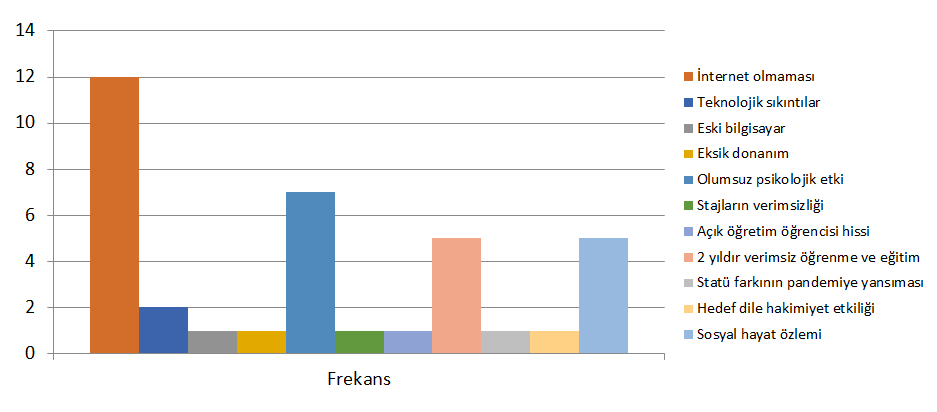 14
12
10
8
6
4
2
0
Frekans
İnternet olmaması
Teknolojik sıkıntılar
Eski bilgisayar
Eksik donanım
Olumsuz psikolojik etki
Stajların verimsizliği
Açık öğretim öğrencisi hissi
2 yıldır verimsiz öğrenme ve eğitim
Statü farkının pandemiye yansıması
Hedef dile hakimiyet etkiliği
Sosyal hayat özlemi